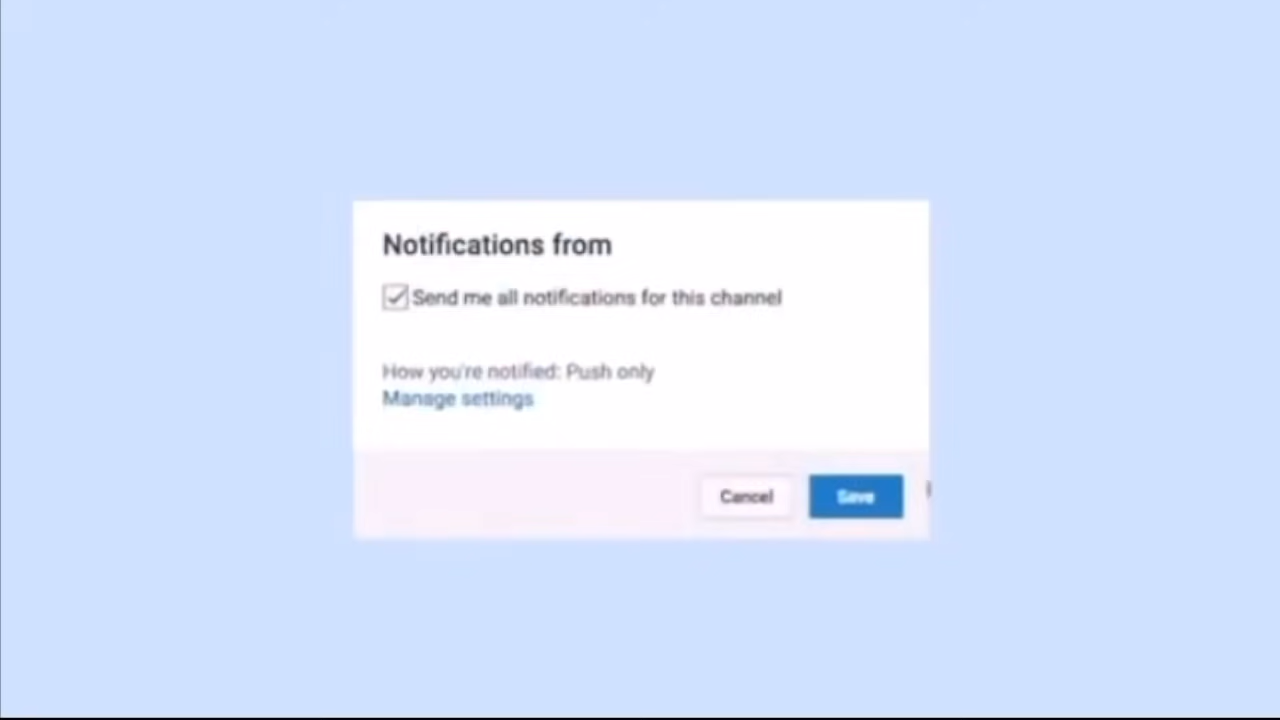 Notifications from
Send me all notifications for this channel
How you're notified: Push only
Manage settings
Cancel
Save